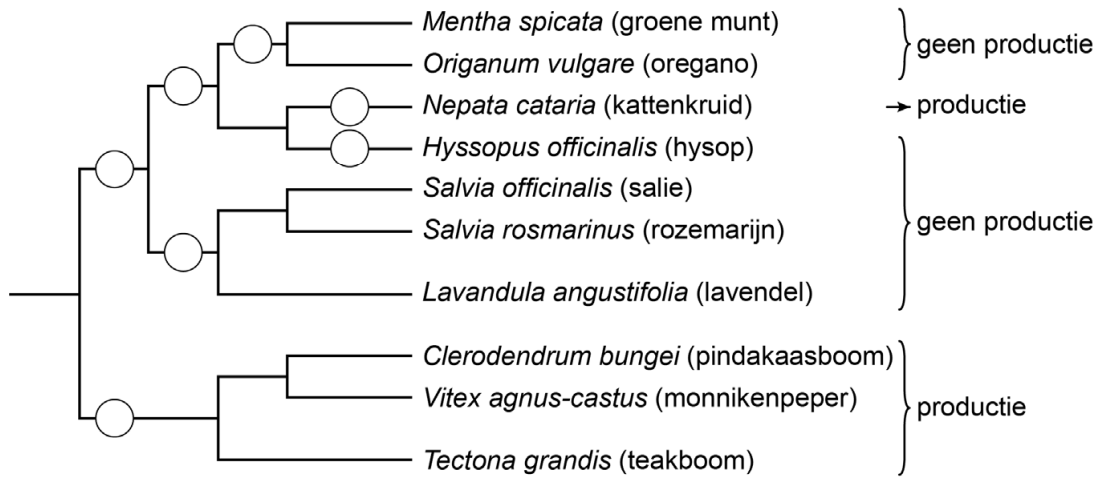 Mentha spicata (groene munt)
geen productie
Origanum vulgare (oregano)
Nepata cataria (kattenkruid)
productie
Hyssopus officinalis (hysop)
Salvia officinalis (salie)
geen productie
Salvia rosmarinus (rozemarijn)
Lavandula angustifolia (lavendel)
Clerodendrum bungei (pindakaasboom)
Vitex agnus-castus (monnikenpeper)
productie
Tectona grandis (teakboom)